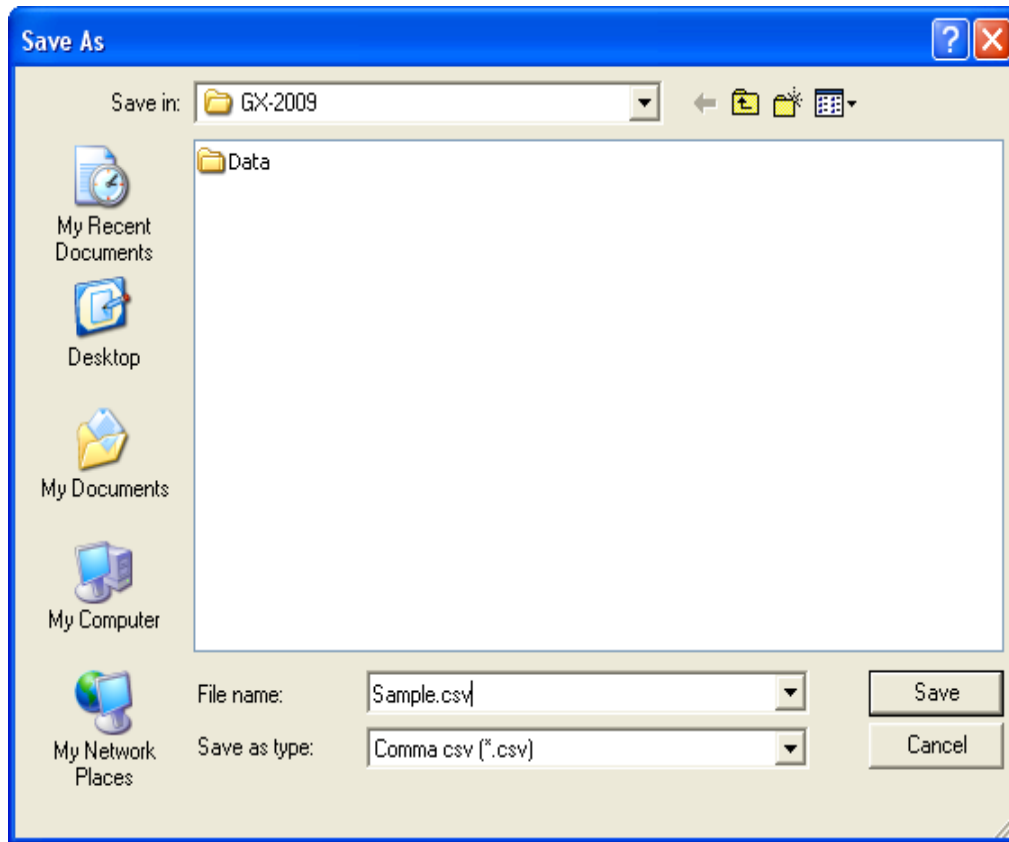 Save As
Save in:
GX-2009
Data
My Recent
Documents
Desktop
My Documents
My Computer
My Network
Places
File name:
Sample.csv
Save
Save as type:
Comma csv (*.csv)
Cancel